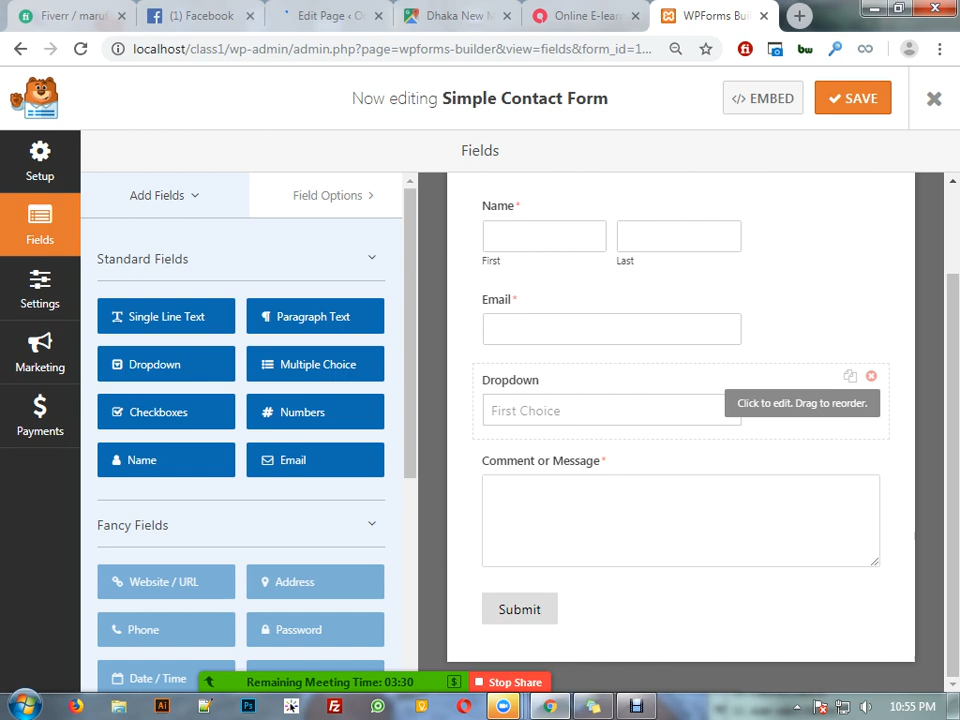 Fiverr / maruf
(1) Facebook
Edit Page ‹ O
Dhaka New M
Online E-lear
WPForms Bui
localhost/class1/wp-admin/admin.php?page=wpforms-builder&view=fields&form_id=1...
bw
Now editing Simple Contact Form
</> EMBED
SAVE
Fields
Setup
Fields
Settings
Marketing
Payments
Add Fields
Field Options
Standard Fields
Single Line Text
Paragraph Text
Dropdown
Multiple Choice
Checkboxes
# Numbers
Name
Email
Fancy Fields
Website / URL
Address
Phone
Password
Date / Time
Name*
First
Last
Email*
Dropdown
First Choice
Click to edit. Drag to reorder.
Comment or Message*
Submit
Remaining Meeting Time: 03:30
$
Stop Share
Ai
Ps
Fz
10:55 PM